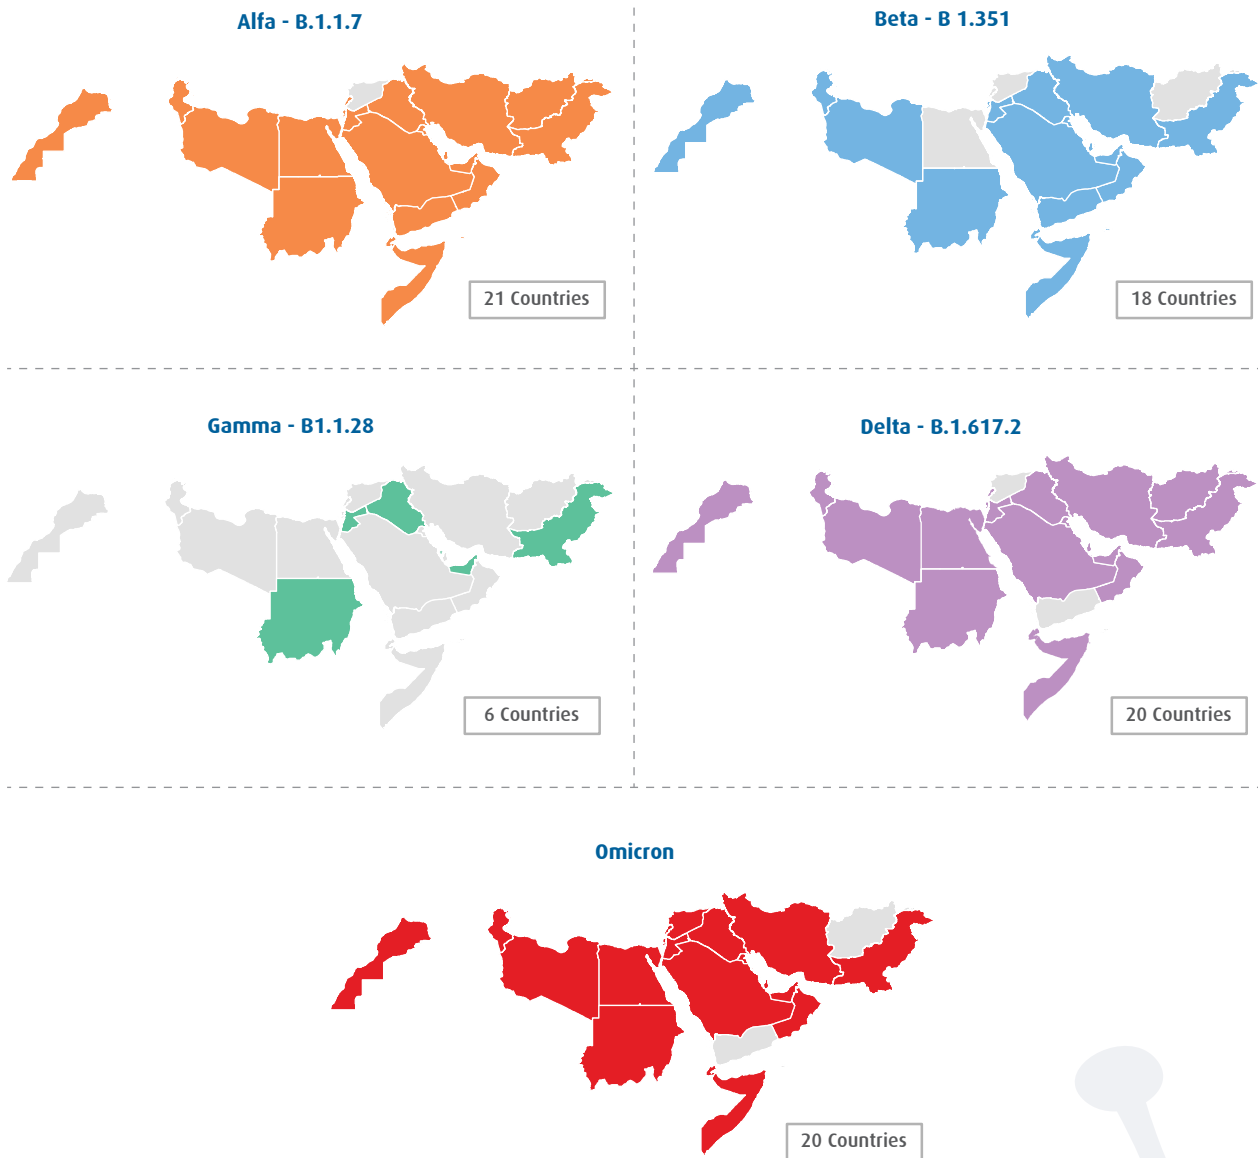 Alfa - B.1.1.7
Beta - B 1.351
21 Countries
18 Countries
Gamma - B1.1.28
Delta - B.1.617.2
6 Countries
20 Countries
Omicron
20 Countries